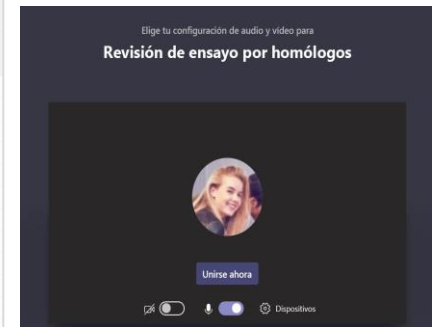 Elige tu configuración de audio y vídeo para
Revisión de ensayo por homólogos
Unirse ahora
Dispositivos